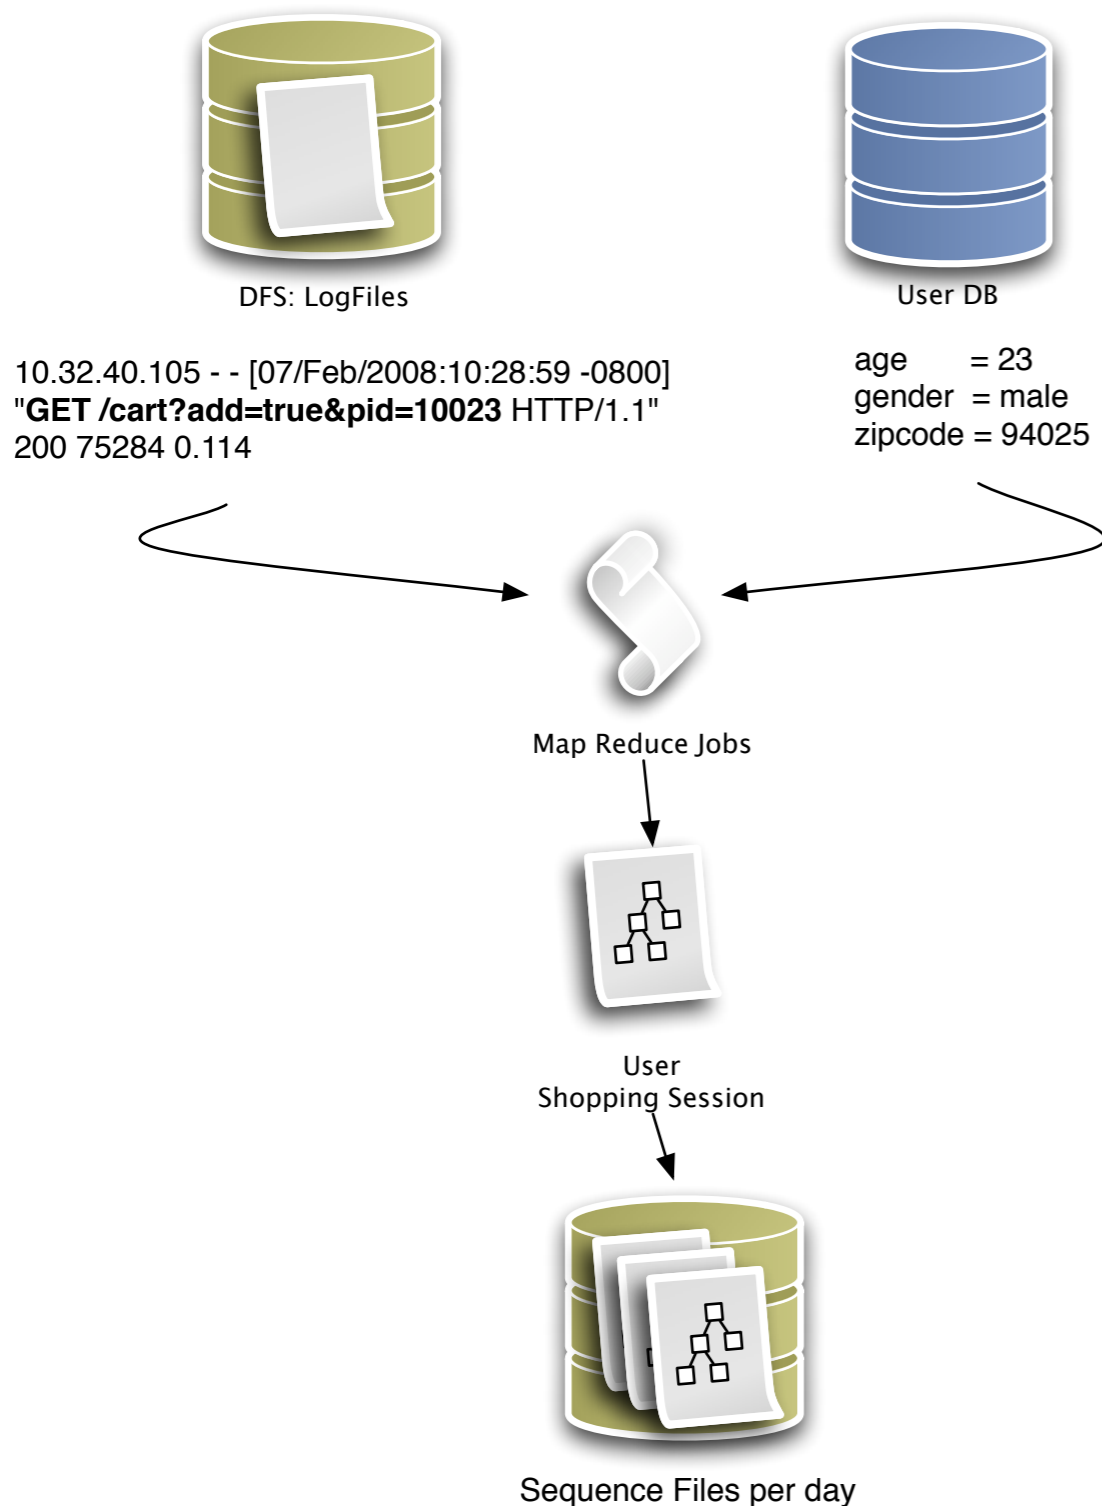 DFS: LogFiles
User DB
10.32.40.105 - - [07/Feb/2008:10:28:59 -0800]
"GET /cart?add=true&pid=10023 HTTP/1.1"
200 75284 0.114
age = 23
gender = male
zipcode = 94025
Map Reduce Jobs
User
Shopping Session
Sequence Files per day